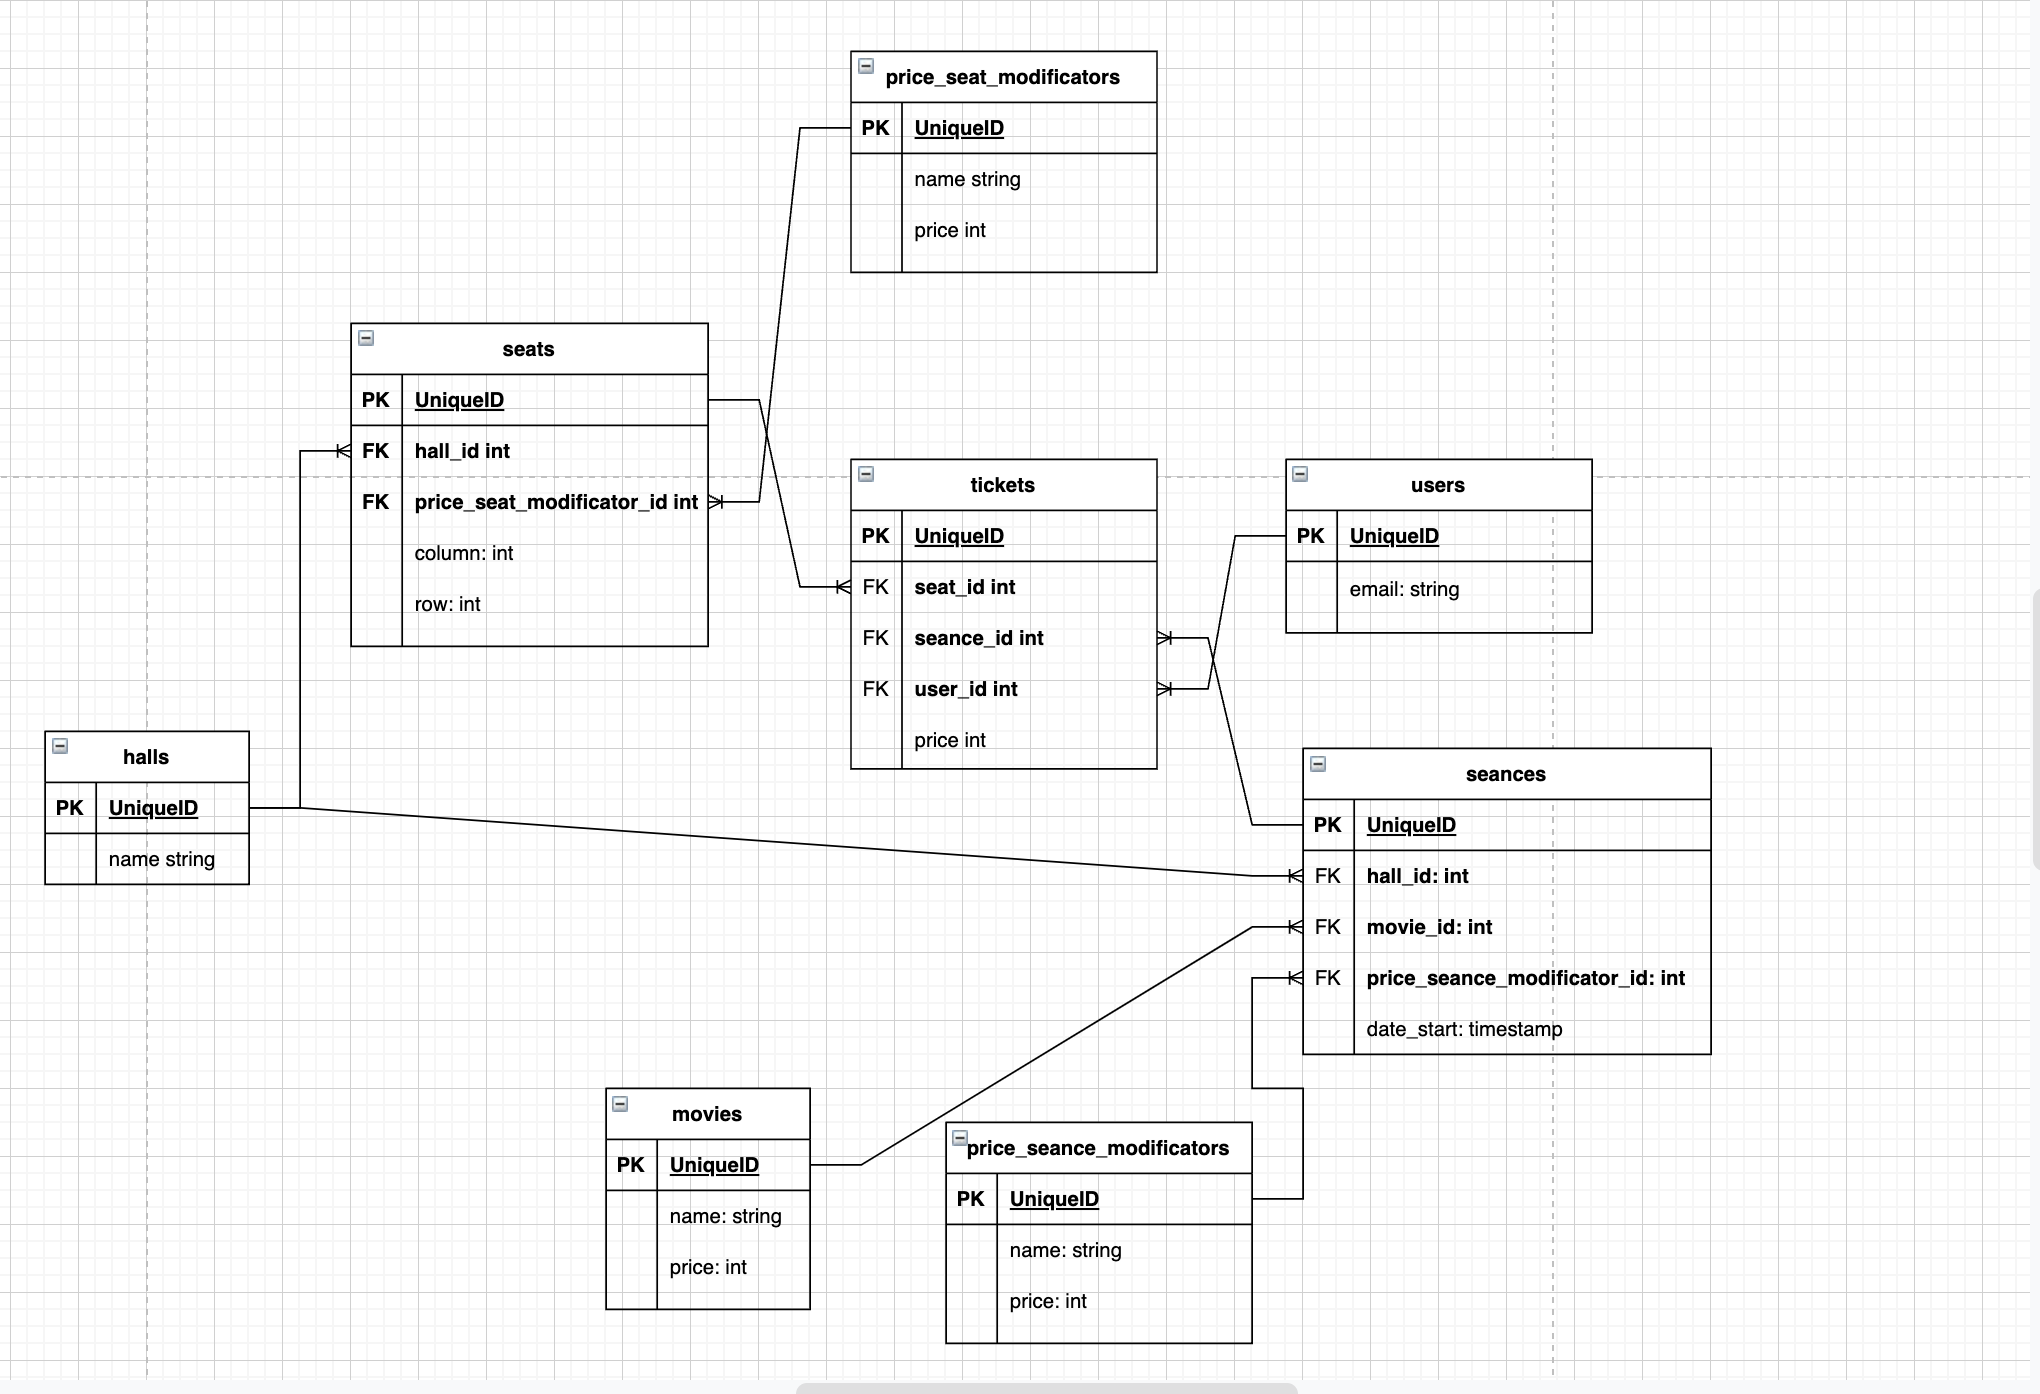 price_seat_modificators
PK UniqueID
name string
price int
seats
PK UniqueID
FK hall_id int
FK price_seat_modificator_id int
column: int
row: int
tickets
PK UniqueID
FK seat_id int
FK seance_id int
FK user_id int
price int
users
PK UniqueID
email: string
halls
PK UniqueID
name string
seances
PK UniqueID
FK hall_id: int
FK movie_id: int
FK price_seance_modificator_id: int
date_start: timestamp
movies
PK UniqueID
name: string
price: int
price_seance_modificators
PK UniqueID
name: string
price: int